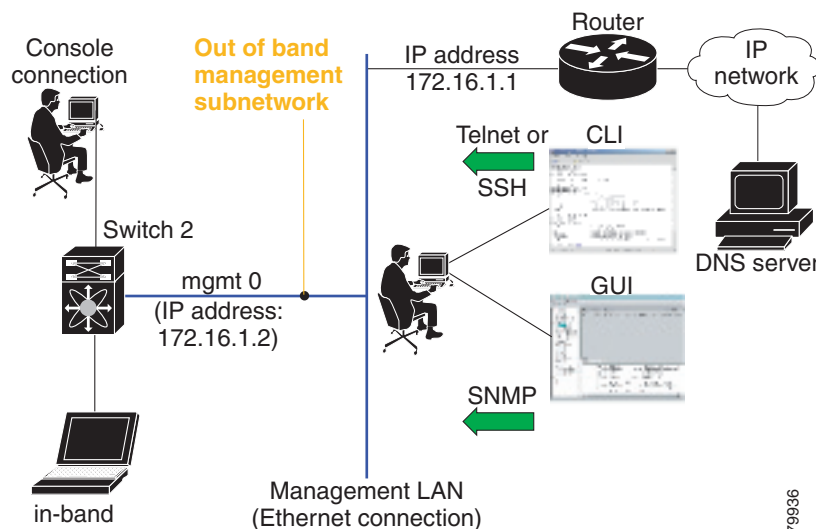 Console
connection
Out of band
management
subnetwork
IP address
172.16.1.1
Router
IP
network
Telnet or
SSH
CLI
DNS server
Switch 2
mgmt 0
(IP address:
172.16.1.2)
GUI
SNMP
in-band
Management LAN
(Ethernet connection)
79936